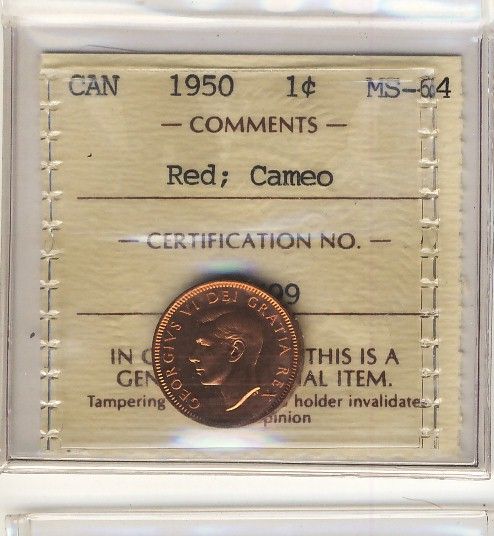 CAN 1950 1¢ MS-64
— COMMENTS —
Red; Cameo
— CERTIFICATION NO. —
99
GEORGIVS VI DEI GRATIA REX
IN THIS IS A
GEN IAL ITEM.
Tampering holder invalidates
pinion